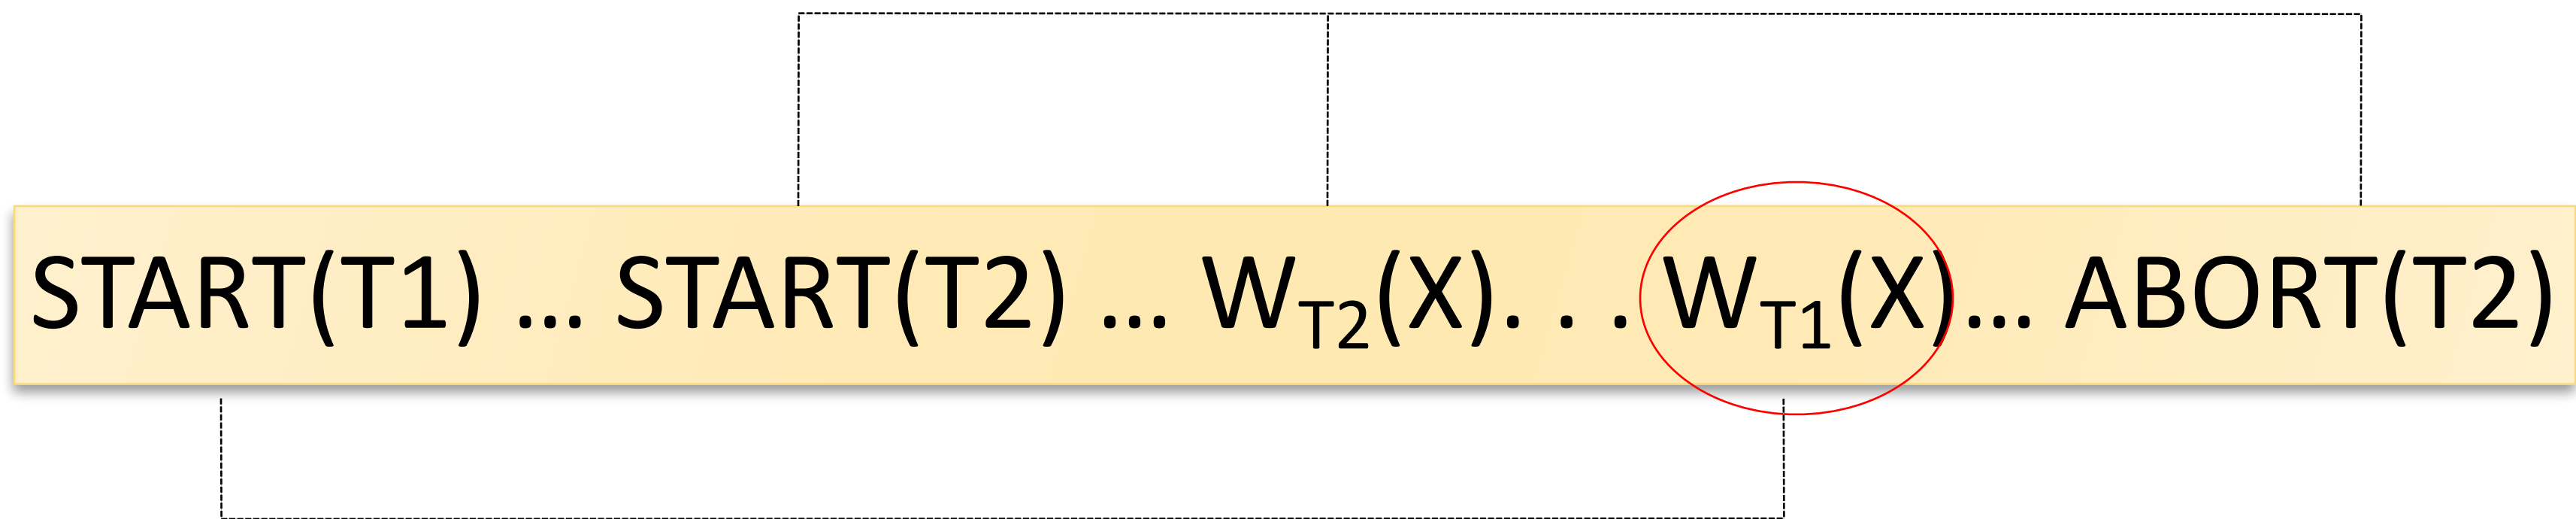 START(T1) ... START(T2) ... W_T2(X). . . W_T1(X)... ABORT(T2)